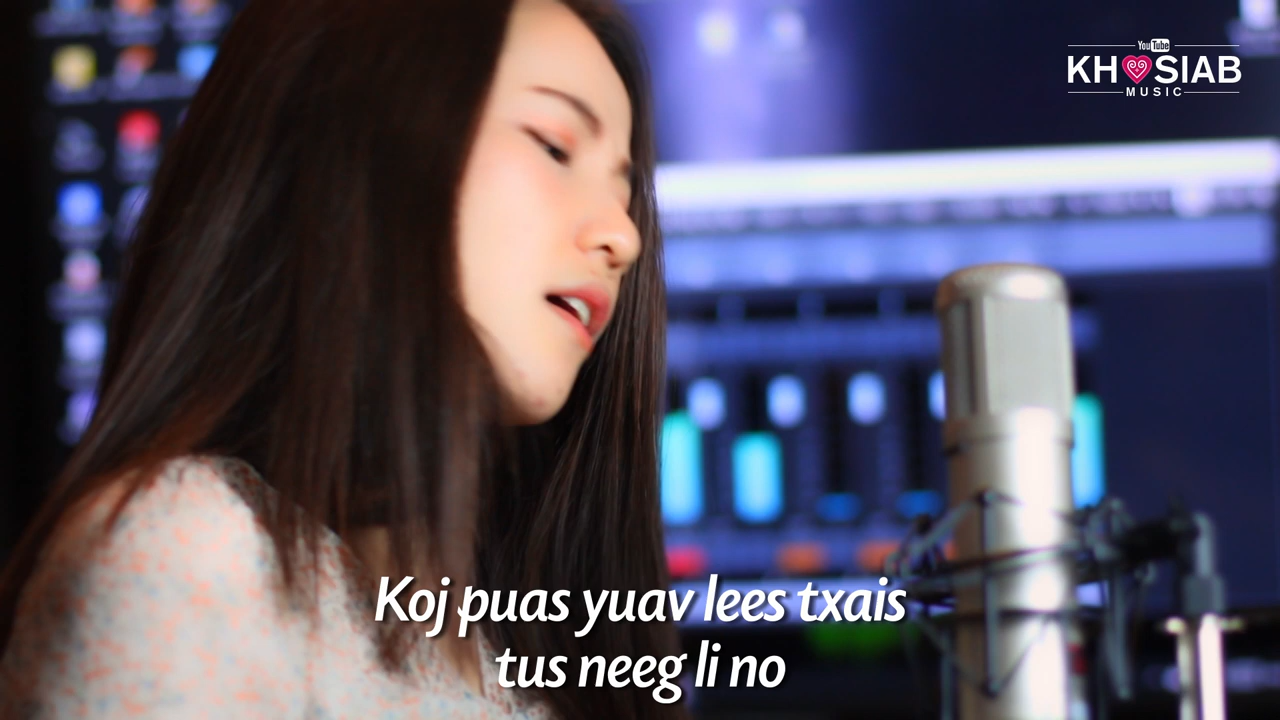 YouTube
KHOSIAB
MUSIC
Koj puas yuav lees txais
tus neeg li no